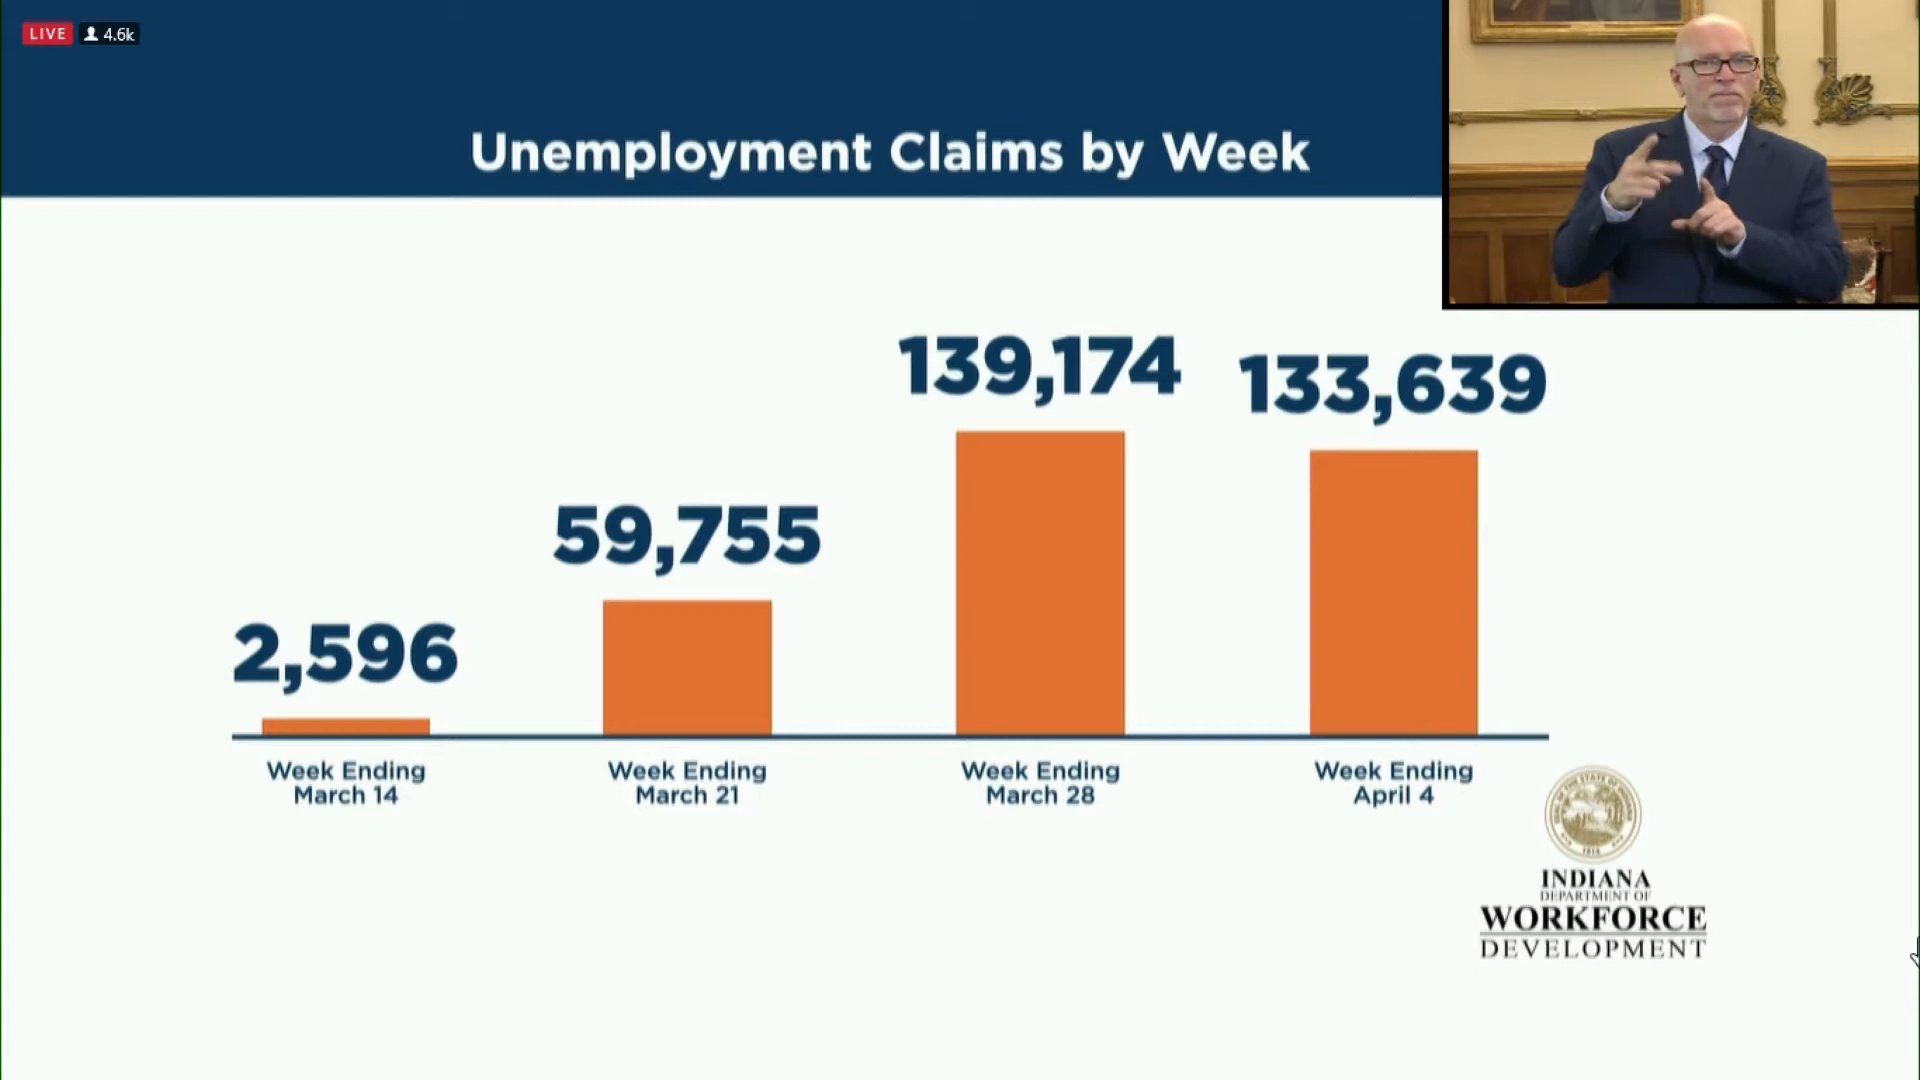 LIVE 4.6k
Unemployment Claims by Week
2,596
59,755
139,174
133,639
Week Ending
March 14
Week Ending
March 21
Week Ending
March 28
Week Ending
April 4
1816
INDIANA
DEPARTMENT OF
WORKFORCE
DEVELOPMENT